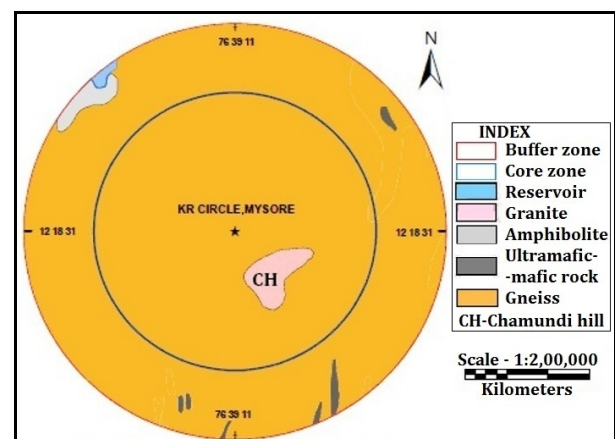 76 39 11
N
INDEX
Buffer zone
Core zone
Reservoir
Granite
Amphibolite
Ultramafic-
-mafic rock
Gneiss
CH-Chamundi hill
KR CIRCLE,MYSORE
12 18 31
12 18 31
CH
Scale - 1:2,00,000
Kilometers
76 39 11